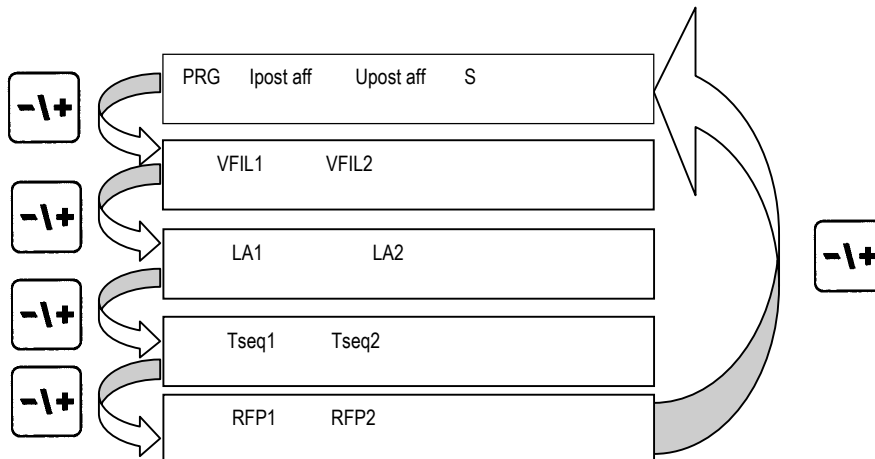 PRG Ipost aff Upost aff S
-\+
VFIL1 VFIL2
-\+
LA1 LA2
-\+
-\+
Tseq1 Tseq2
-\+
RFP1 RFP2